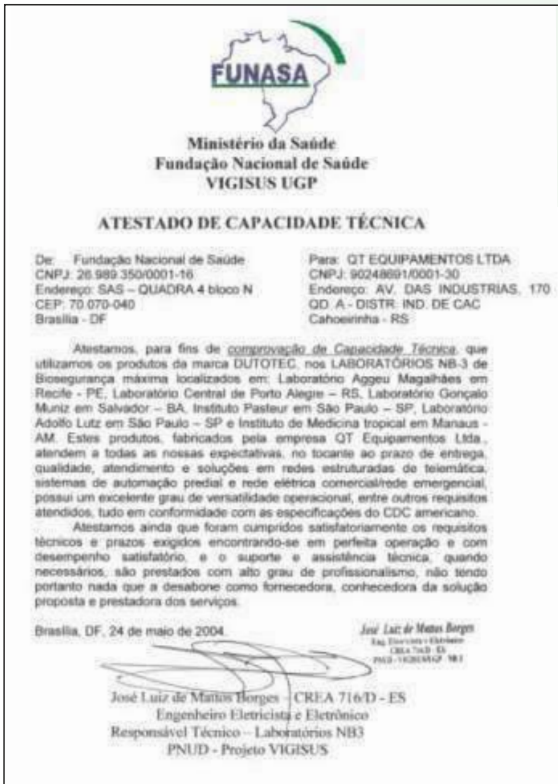 FUNASA
Ministério da Saúde
Fundação Nacional de Saúde
VIGISUS UGP
ATESTADO DE CAPACIDADE TÉCNICA
De: Fundação Nacional de Saúde
CNPJ: 26.989.350/0001-16
Endereço: SAS – QUADRA 4 bloco N
CEP: 70.070-040
Brasília - DF
Para: QT EQUIPAMENTOS LTDA
CNPJ: 90248691/0001-30
Endereço: AV. DAS INDUSTRIAS, 170
QD. A - DISTR. IND. DE CAC
Cahoeirinha - RS
Atestamos, para fins de comprovação de Capacidade Técnica, que
utilizamos os produtos da marca DUTOTEC, nos LABORATÓRIOS NB-3 de
Biosegurança máxima localizados em: Laboratório Aggeu Magalhães em
Recife - PE, Laboratório Central de Porto Alegre – RS, Laboratório Gonçalo
Muniz em Salvador – BA, Instituto Pasteur em São Paulo – SP, Laboratório
Adolfo Lutz em São Paulo – SP e Instituto de Medicina tropical em Manaus -
AM. Estes produtos, fabricados pela empresa QT Equipamentos Ltda.,
atendem a todas as nossas expectativas, no tocante ao prazo de entrega,
qualidade, atendimento e soluções em redes estruturadas de telemática,
sistemas de automação predial e rede elétrica comercial/rede emergencial,
possui um excelente grau de versatilidade operacional, entre outros requisitos
atendidos, tudo em conformidade com as especificações do CDC americano.
Atestamos ainda que foram cumpridos satisfatoriamente os requisitos
técnicos e prazos exigidos encontrando-se em perfeita operação e com
desempenho satisfatório, e o suporte e assistência técnica, quando
necessários, são prestados com alto grau de profissionalismo, não tendo
portanto nada que a desabone como fornecedora, conhecedora da solução
proposta e prestadora dos serviços.
Brasília, DF, 24 de maio de 2004.
José Luiz de Mattos Borges
Eng. Eletricista e Eletrônico
CREA 716/D - ES
José Luiz de Mattos Borges – CREA 716/D - ES
Engenheiro Eletricista e Eletrônico
Responsável Técnico – Laboratórios NB3
PNUD - Projeto VIGISUS